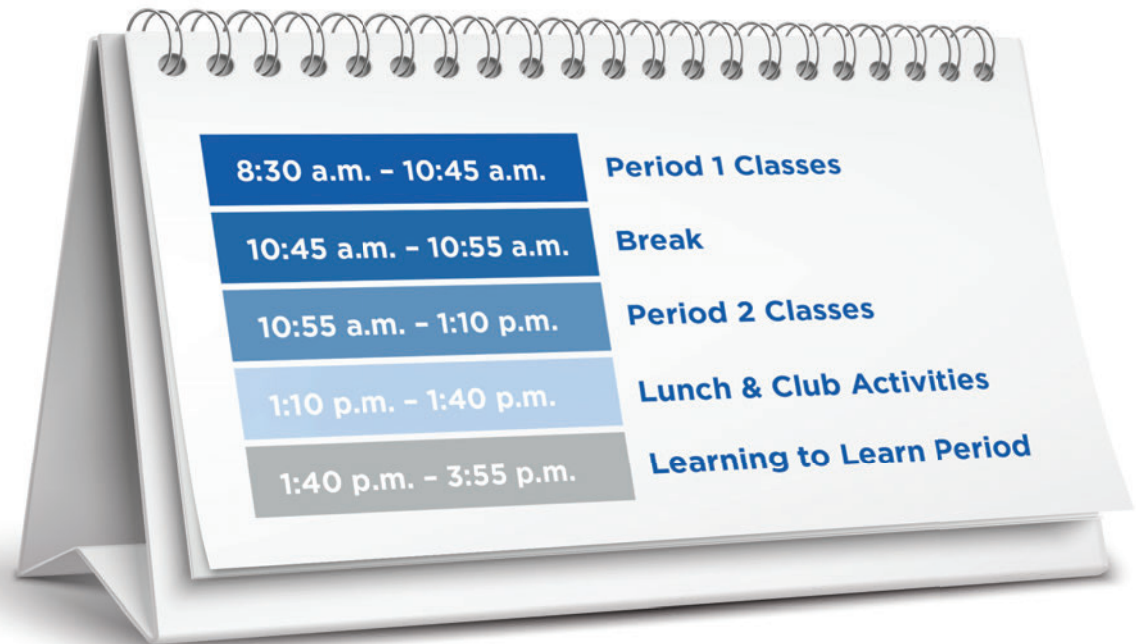 8:30 a.m. – 10:45 a.m. Period 1 Classes
10:45 a.m. – 10:55 a.m. Break
10:55 a.m. – 1:10 p.m. Period 2 Classes
1:10 p.m. – 1:40 p.m. Lunch & Club Activities
1:40 p.m. – 3:55 p.m. Learning to Learn Period